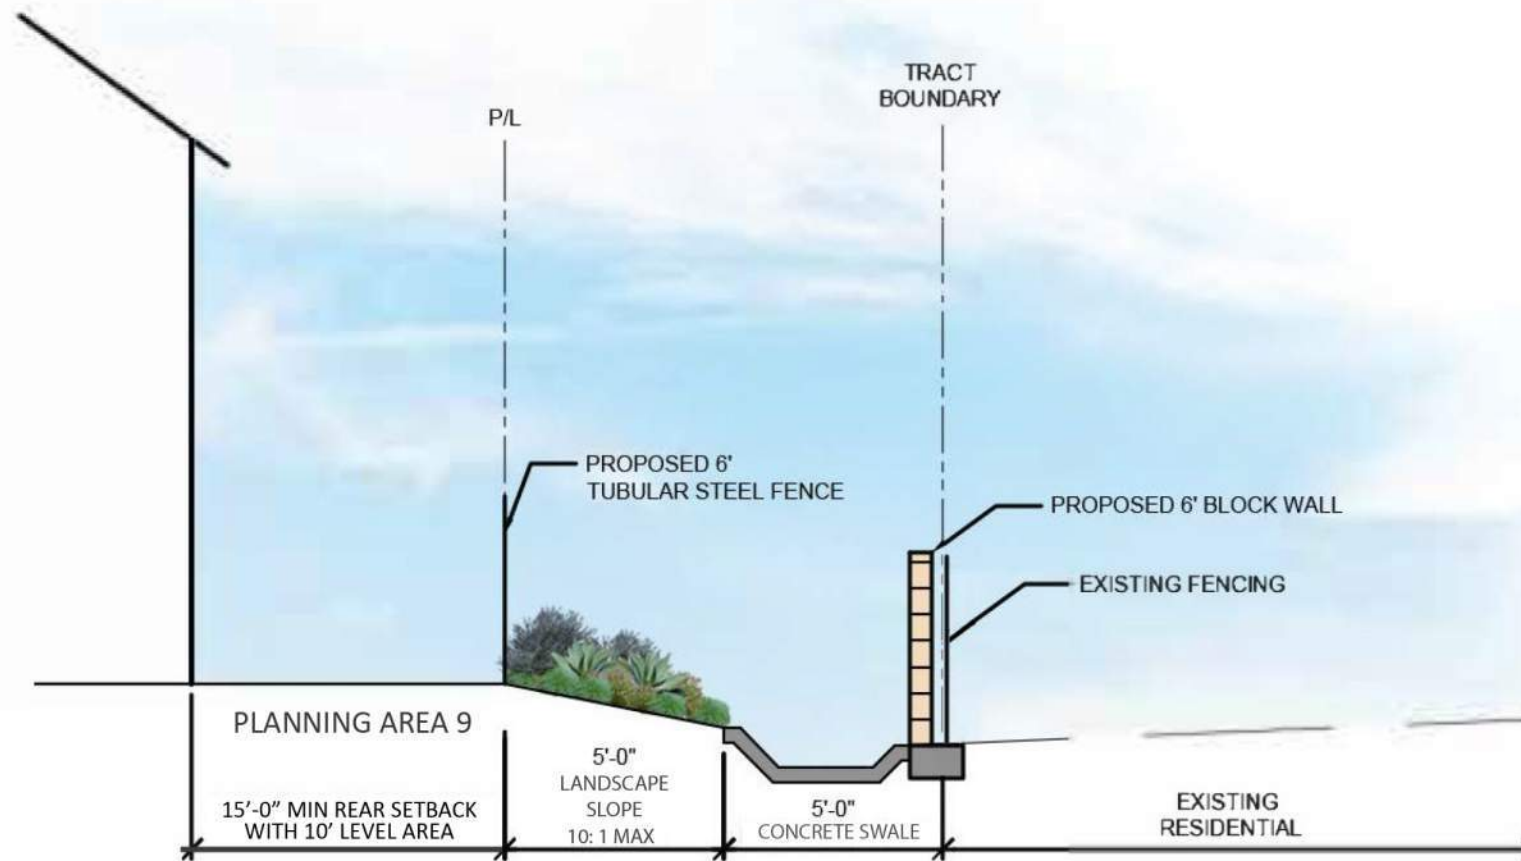 TRACT
BOUNDARY
P/L
PROPOSED 6'
TUBULAR STEEL FENCE
PROPOSED 6' BLOCK WALL
EXISTING FENCING
PLANNING AREA 9
15'-0" MIN REAR SETBACK
WITH 10' LEVEL AREA
5'-0"
LANDSCAPE
SLOPE
10: 1 MAX
5'-0"
CONCRETE SWALE
EXISTING
RESIDENTIAL